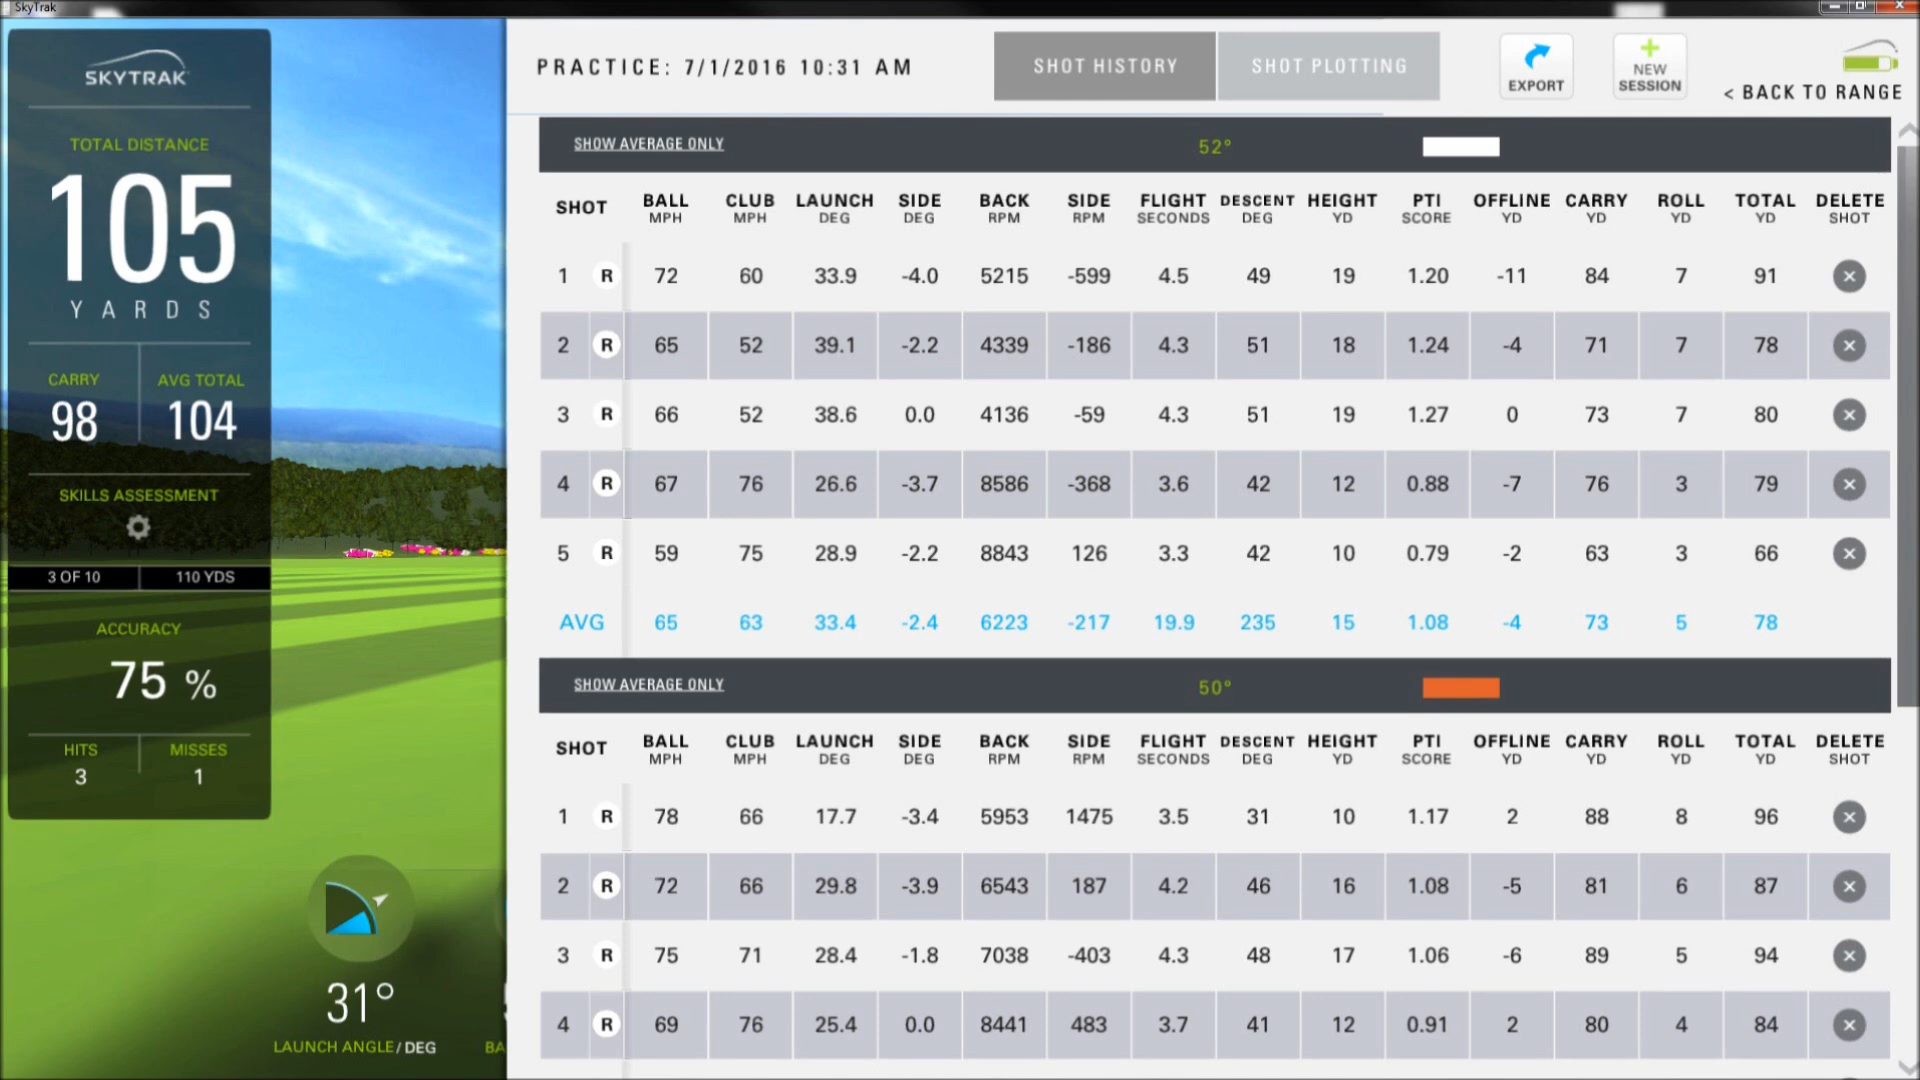 SkyTrak
SKYTRAK
TOTAL DISTANCE
105
YARDS
CARRY AVG TOTAL
98 104
SKILLS ASSESSMENT
3 OF 10 110 YDS
ACCURACY
75 %
HITS MISSES
3 1
31°
LAUNCH ANGLE/DEG BA
PRACTICE: 7/1/2016 10:31 AM
SHOT HISTORY SHOT PLOTTING
EXPORT
+ NEW SESSION
< BACK TO RANGE
SHOW AVERAGE ONLY 52°
SHOT BALL CLUB LAUNCH SIDE BACK SIDE FLIGHT DESCENT HEIGHT PTI OFFLINE CARRY ROLL TOTAL DELETE
MPH MPH DEG DEG RPM RPM SECONDS DEG YD SCORE YD YD YD YD SHOT
1 R 72 60 33.9 -4.0 5215 -599 4.5 49 19 1.20 -11 84 7 91
2 R 65 52 39.1 -2.2 4339 -186 4.3 51 18 1.24 -4 71 7 78
3 R 66 52 38.6 0.0 4136 -59 4.3 51 19 1.27 0 73 7 80
4 R 67 76 26.6 -3.7 8586 -368 3.6 42 12 0.88 -7 76 3 79
5 R 59 75 28.9 -2.2 8843 126 3.3 42 10 0.79 -2 63 3 66
AVG 65 63 33.4 -2.4 6223 -217 19.9 235 15 1.08 -4 73 5 78
SHOW AVERAGE ONLY 50°
SHOT BALL CLUB LAUNCH SIDE BACK SIDE FLIGHT DESCENT HEIGHT PTI OFFLINE CARRY ROLL TOTAL DELETE
MPH MPH DEG DEG RPM RPM SECONDS DEG YD SCORE YD YD YD YD SHOT
1 R 78 66 17.7 -3.4 5953 1475 3.5 31 10 1.17 2 88 8 96
2 R 72 66 29.8 -3.9 6543 187 4.2 46 16 1.08 -5 81 6 87
3 R 75 71 28.4 -1.8 7038 -403 4.3 48 17 1.06 -6 89 5 94
4 R 69 76 25.4 0.0 8441 483 3.7 41 12 0.91 2 80 4 84